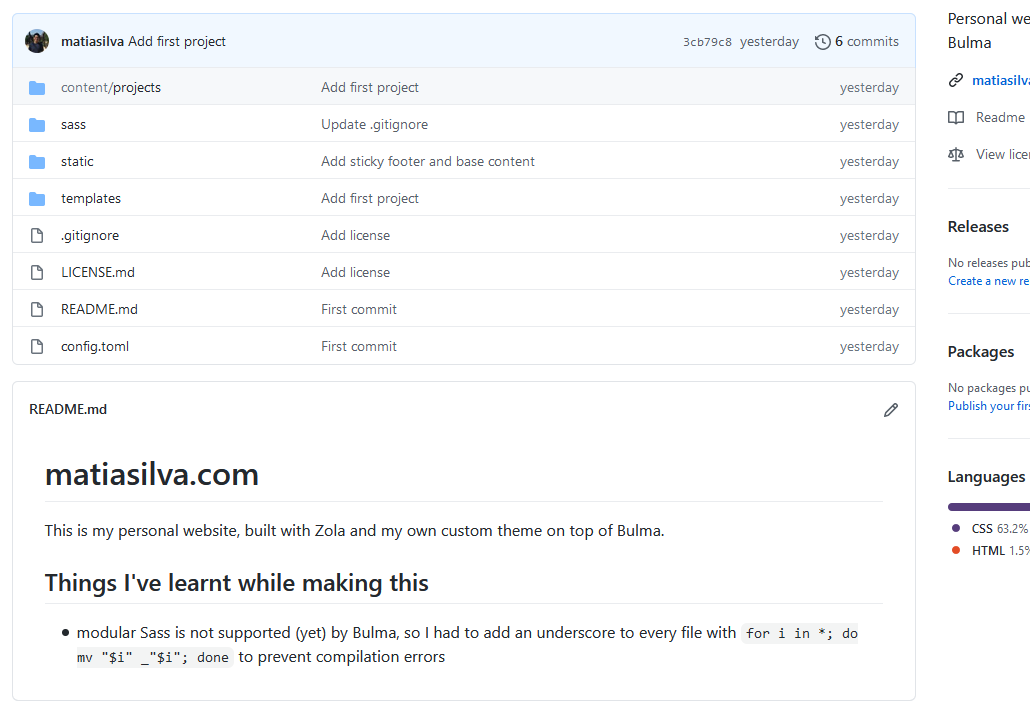 matiasilva Add first project 3cb79c8 yesterday 6 commits
content/projects Add first project yesterday
sass Update .gitignore yesterday
static Add sticky footer and base content yesterday
templates Add first project yesterday
.gitignore Add license yesterday
LICENSE.md Add license yesterday
README.md First commit yesterday
config.toml First commit yesterday
README.md
matiasilva.com
This is my personal website, built with Zola and my own custom theme on top of Bulma.
Things I've learnt while making this
• modular Sass is not supported (yet) by Bulma, so I had to add an underscore to every file with for i in *; do
mv "$i" _"$i"; done to prevent compilation errors
Personal we
Bulma
matiasilva
Readme
View licen
Releases
No releases pub
Create a new re
Packages
No packages pu
Publish your firs
Languages
CSS 63.2%
HTML 1.5%